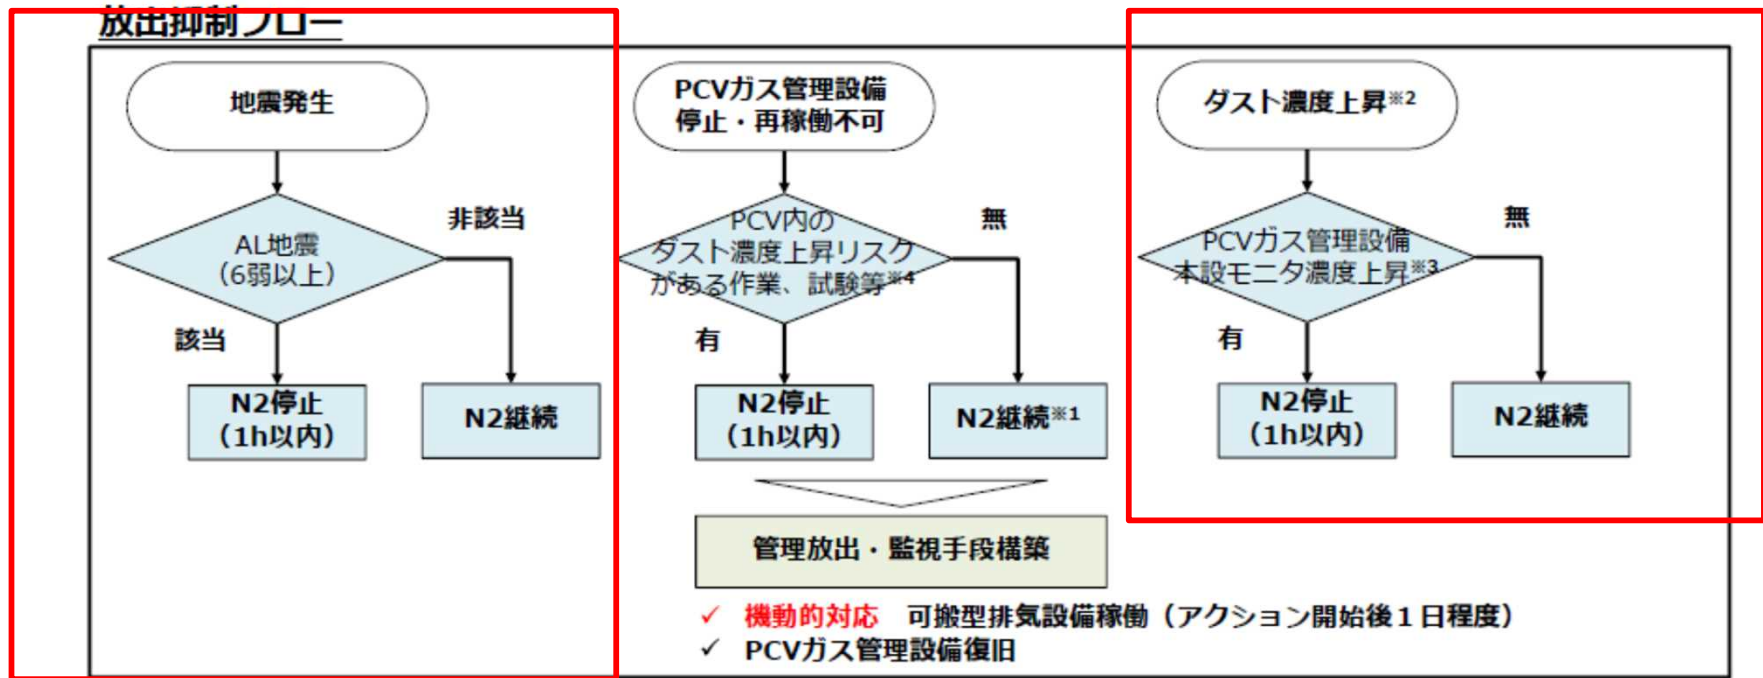 放出抑制フロー
地震発生
AL地震
(6弱以上)
非該当
該当
N2停止
(1h以内)
N2継続
PCVガス管理設備
停止・再稼働不可
PCV内の
ダスト濃度上昇リスク
がある作業、試験等※4
無
有
N2停止
(1h以内)
N2継続※1
管理放出・監視手段構築
✓ 機動的対応 可搬型排気設備稼働(アクション開始後1日程度)
✓ PCVガス管理設備復旧
ダスト濃度上昇※2
PCVガス管理設備
本設モニタ濃度上昇※3
無
有
N2停止
(1h以内)
N2継続